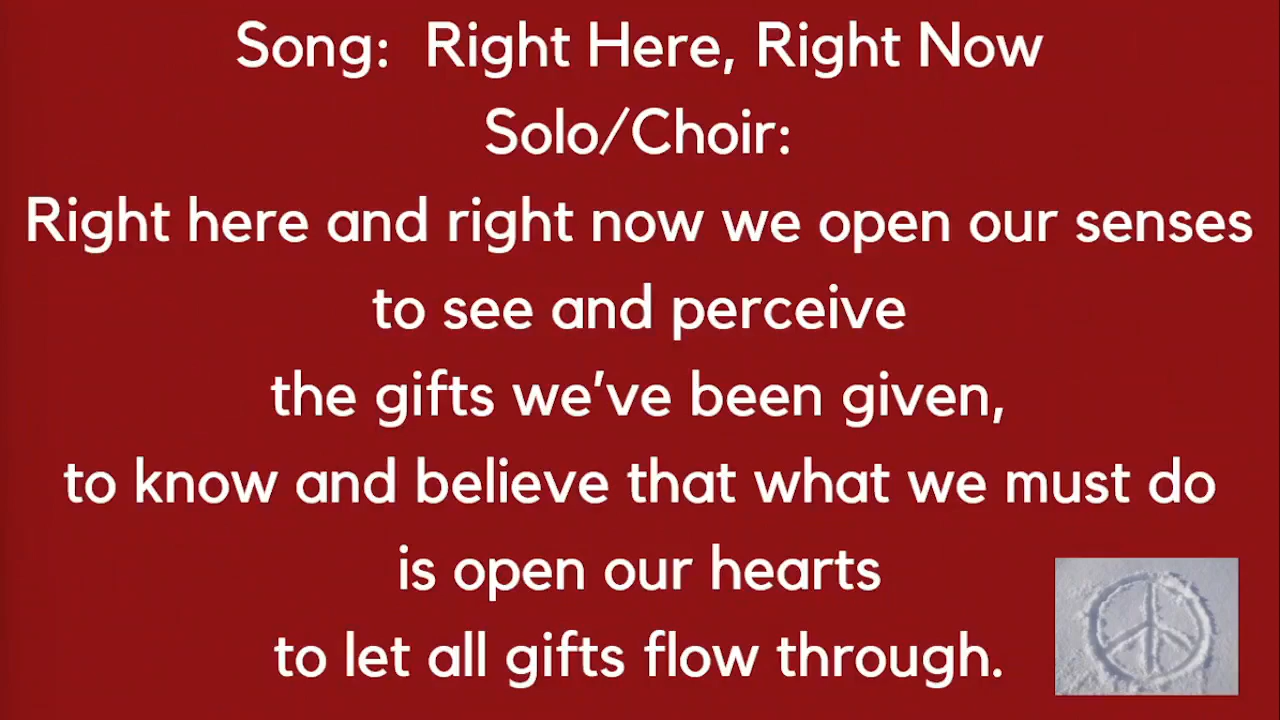 Song:  Right Here, Right Now
Solo/Choir:
Right here and right now we open our senses
to see and perceive
the gifts we’ve been given,
to know and believe that what we must do
is open our hearts
to let all gifts flow through.